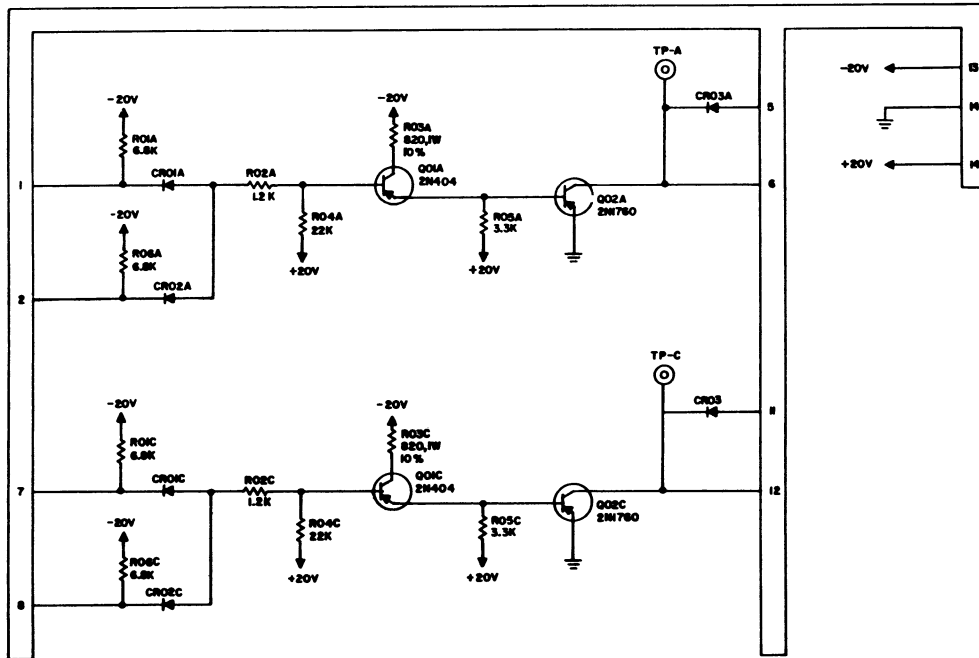 TP-A
-20V
13
CR03A
-20V
-20V
5
14
R01A
6.8K
R03A
820,1W
10%
+20V
14
CR01A
R02A
Q01A
2N404
1
1.2K
6
-20V
Q02A
2N1760
R04A
22K
R05A
3.3K
R06A
6.8K
+20V
+20V
CR02A
2
TP-C
CR03
-20V
-20V
11
R01C
6.8K
R03C
820,1W
10%
CR01C
R02C
Q01C
2N404
7
1.2K
12
-20V
Q02C
2N1760
R04C
22K
R05C
3.3K
R06C
6.8K
+20V
+20V
CR02C
8